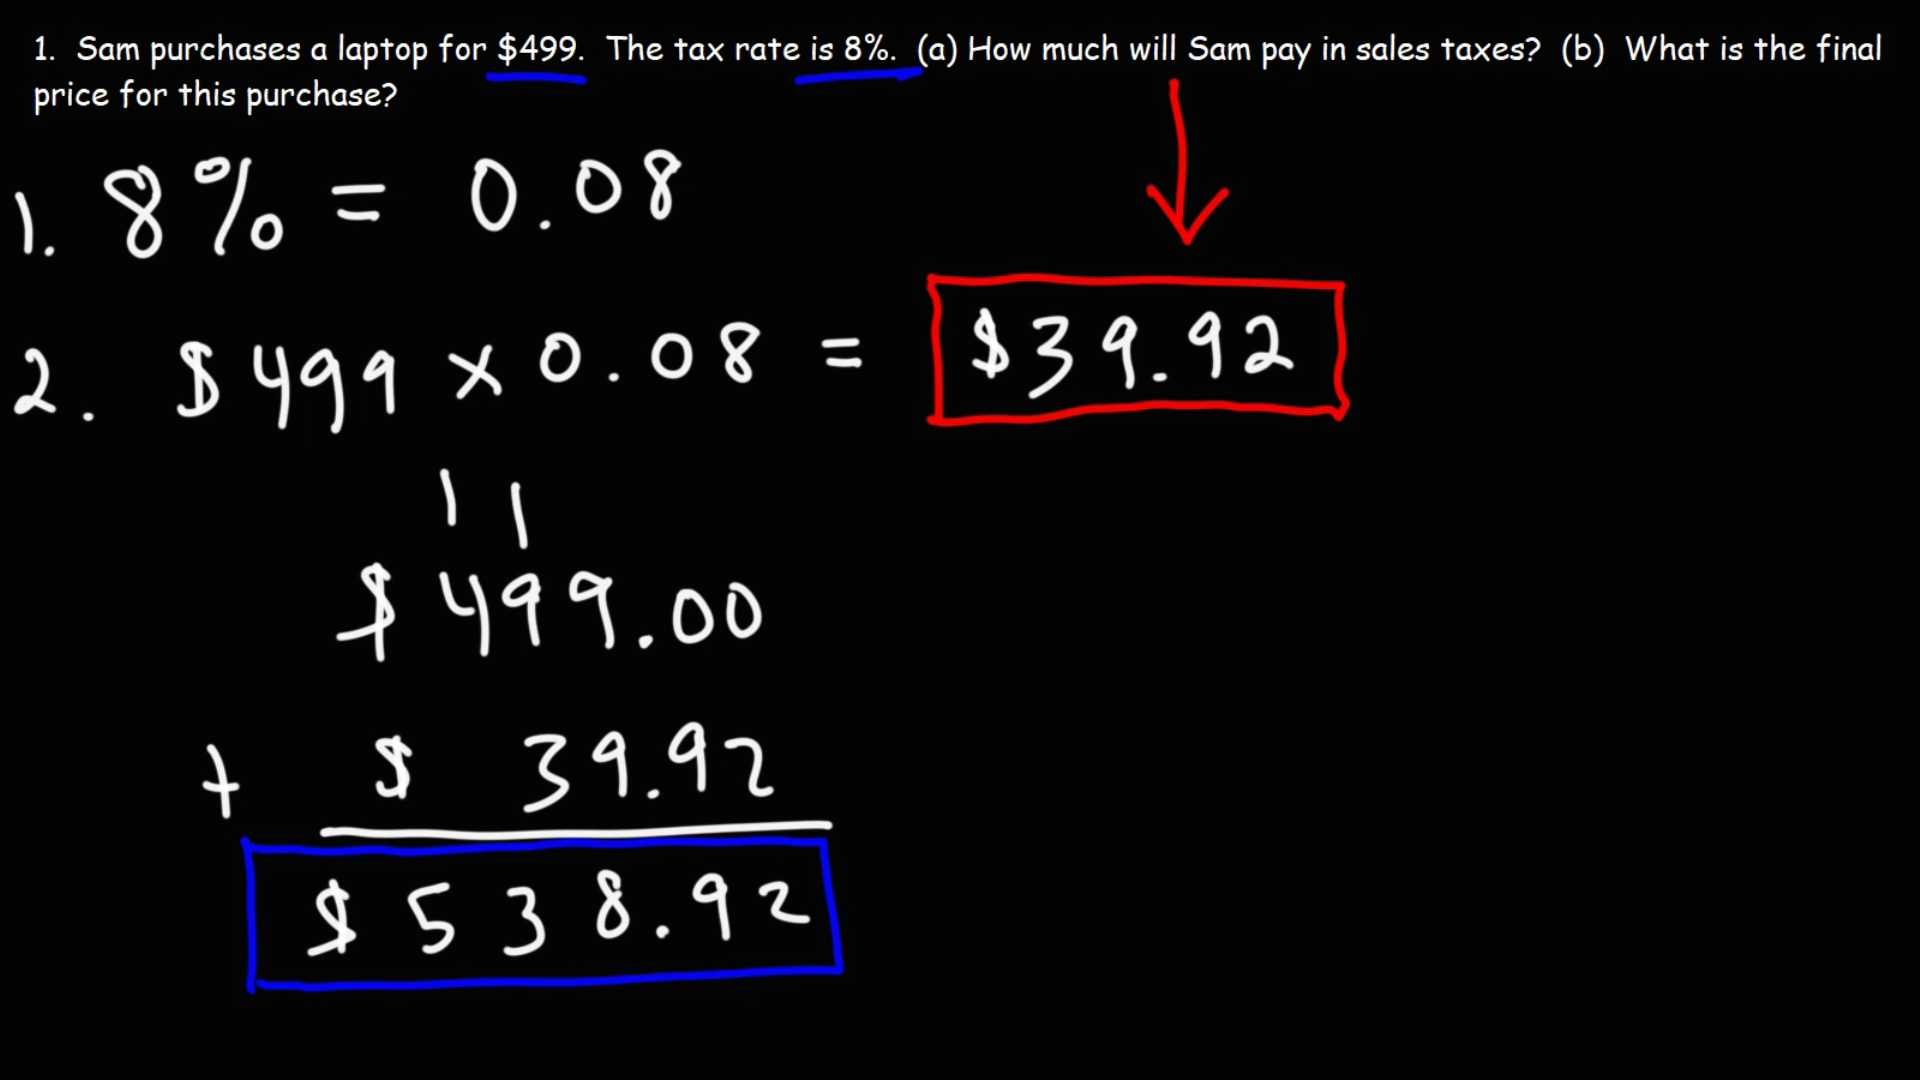 1. Sam purchases a laptop for $499. The tax rate is 8%. (a) How much will Sam pay in sales taxes? (b) What is the final
price for this purchase?
1. 8% = 0.08
2. $499 x 0.08 = $39.92
1 1
$499.00
+ $ 39.92
$538.92